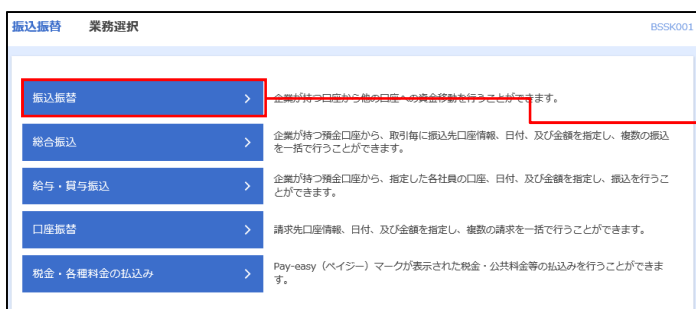 振込振替 業務選択 BSSK001
振込振替
企業が持つ口座から他の口座への資金移動を行うことができます。
総合振込
企業が持つ預金口座から、取引毎に振込先口座情報、日付、及び金額を指定し、複数の振込
を一括で行うことができます。
給与・賞与振込
企業が持つ預金口座から、指定した各社員の口座、日付、及び金額を指定し、振込を行うこ
とができます。
口座振替
請求先口座情報、日付、及び金額を指定し、複数の請求を一括で行うことができます。
税金・各種料金の払込み
Pay-easy（ペイジー）マークが表示された税金・公共料金等の払込みを行うことができま
す。